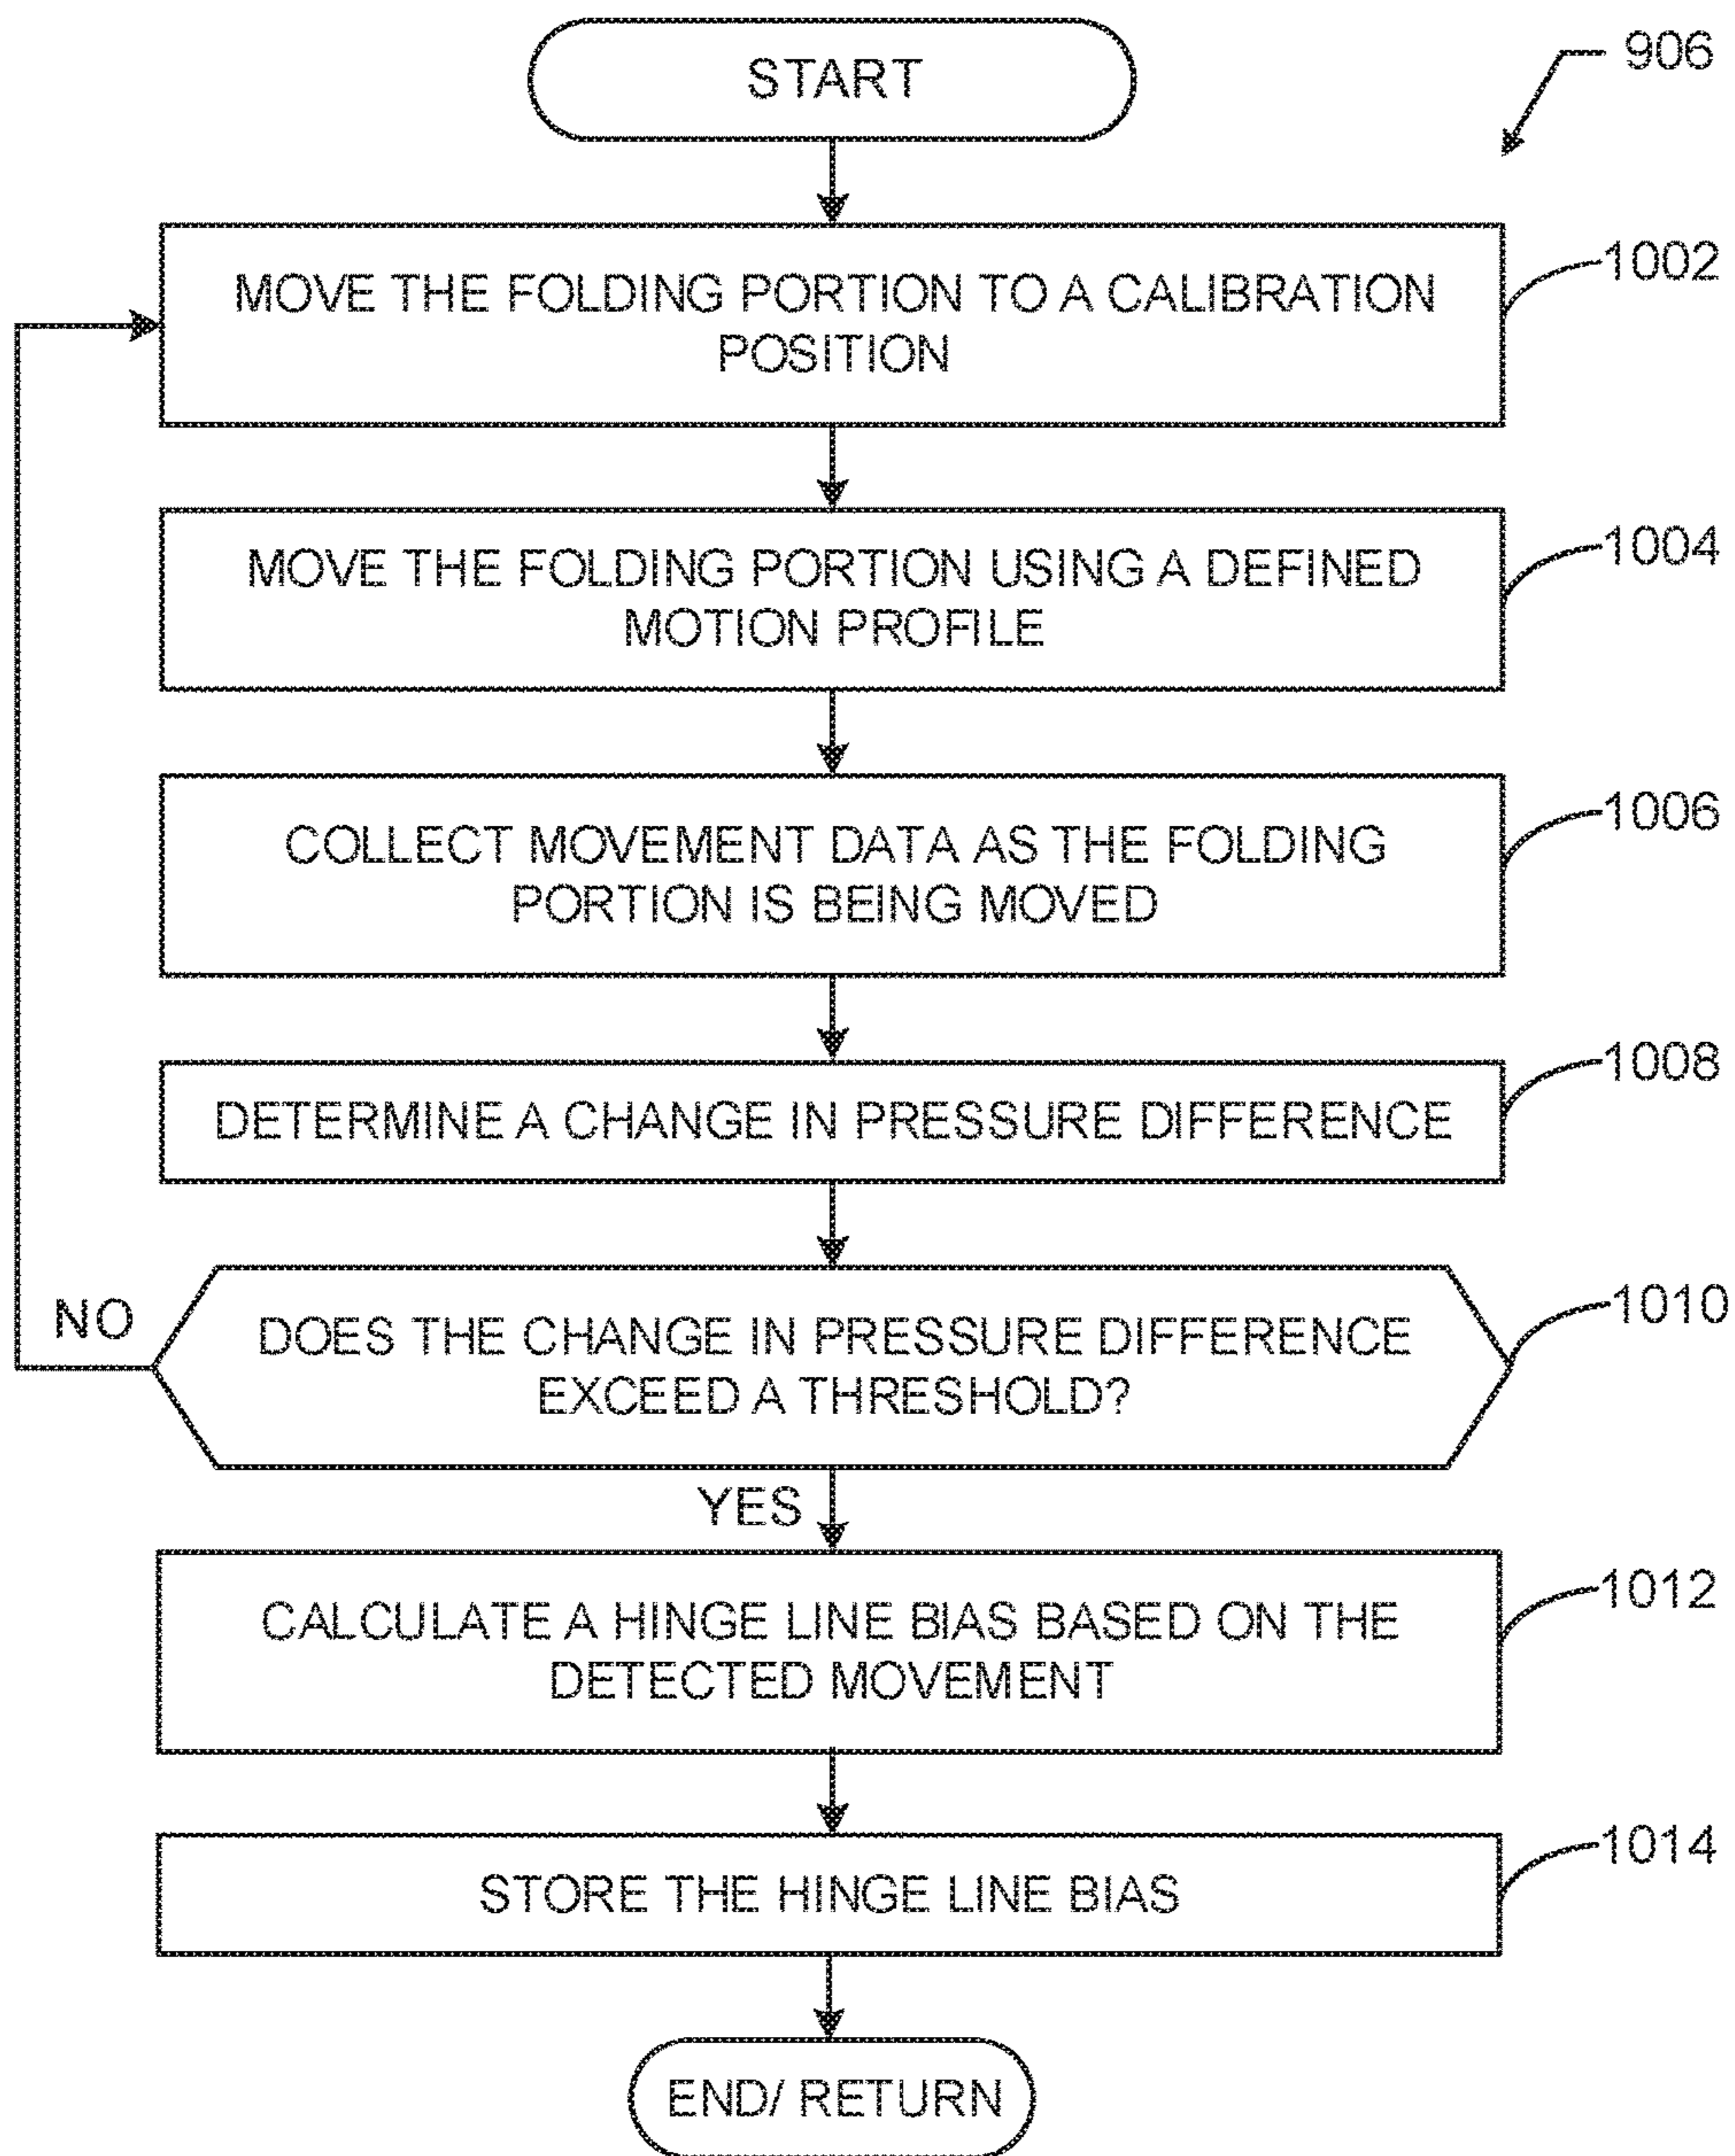 START
906
MOVE THE FOLDING PORTION TO A CALIBRATION
POSITION
1002
MOVE THE FOLDING PORTION USING A DEFINED
MOTION PROFILE
1004
COLLECT MOVEMENT DATA AS THE FOLDING
PORTION IS BEING MOVED
1006
DETERMINE A CHANGE IN PRESSURE DIFFERENCE
1008
DOES THE CHANGE IN PRESSURE DIFFERENCE
EXCEED A THRESHOLD?
1010
NO
YES
CALCULATE A HINGE LINE BIAS BASED ON THE
DETECTED MOVEMENT
1012
STORE THE HINGE LINE BIAS
1014
END/ RETURN